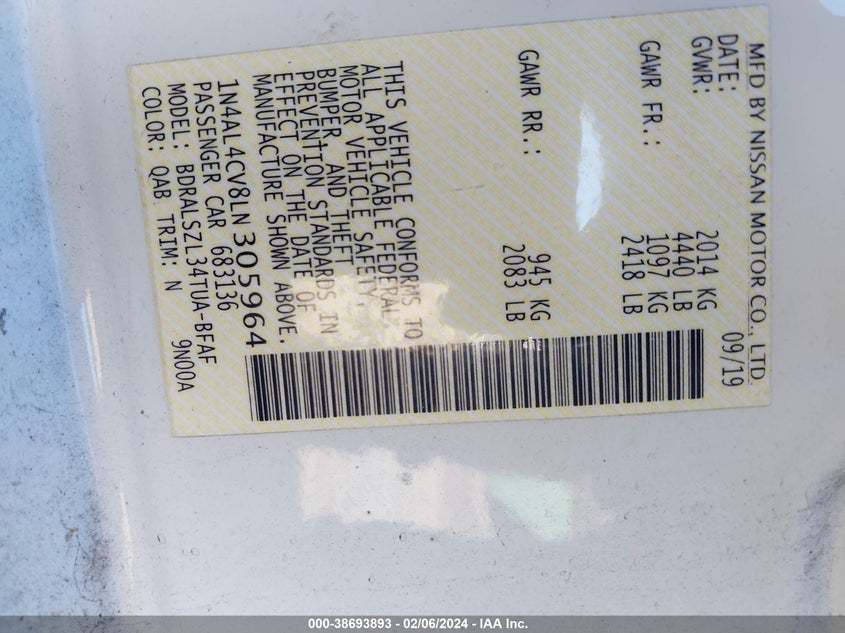 MFD BY NISSAN MOTOR CO., LTD.
DATE: 09/19
GVWR: 2014 KG
4440 LB
GAWR FR.: 1097 KG
2418 LB
GAWR RR.: 945 KG
2083 LB
THIS VEHICLE CONFORMS TO
ALL APPLICABLE FEDERAL
MOTOR VEHICLE SAFETY,
BUMPER, AND THEFT
PREVENTION STANDARDS IN
EFFECT ON THE DATE OF
MANUFACTURE SHOWN ABOVE.
1N4AL4CV8LN305964
PASSENGER CAR 683136
MODEL: BDRALSZL34TUA-BFAF
COLOR: QAB TRIM: N 9N00A
000-38693893 - 02/06/2024 - IAA Inc.